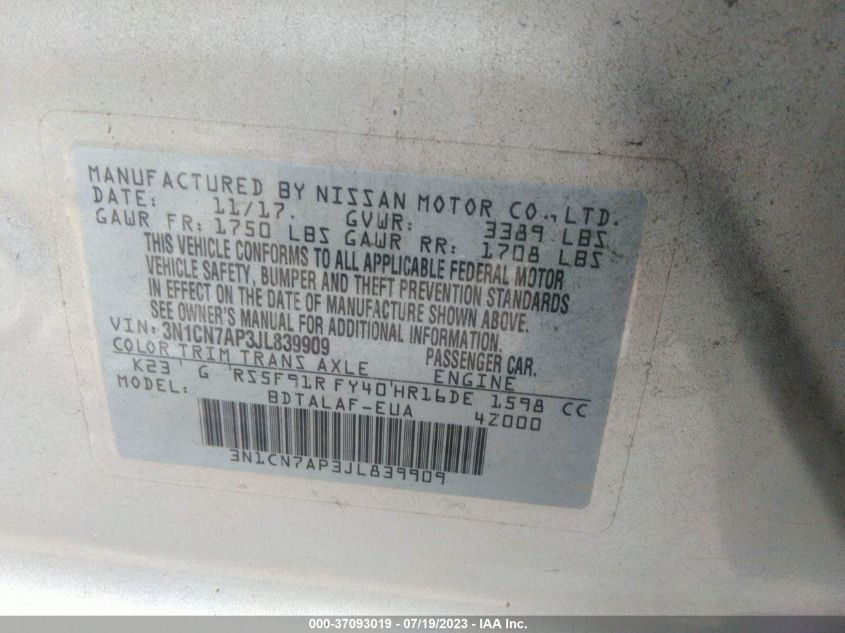 MANUFACTURED BY NISSAN MOTOR CO., LTD.
DATE: 11/17. GVWR: 3389 LBS
GAWR FR: 1750 LBS GAWR RR: 1708 LBS
THIS VEHICLE CONFORMS TO ALL APPLICABLE FEDERAL MOTOR
VEHICLE SAFETY, BUMPER AND THEFT PREVENTION STANDARDS
IN EFFECT ON THE DATE OF MANUFACTURE SHOWN ABOVE.
SEE OWNER'S MANUAL FOR ADDITIONAL INFORMATION.
VIN: 3N1CN7AP3JL839909 PASSENGER CAR.
COLOR TRIM TRANS AXLE ENGINE
K23 G RS5F91R FY40 HR16DE 1598 CC
MODEL: BDTALAF-EUA 4Z000
3N1CN7AP3JL839909
000-37093019 - 07/19/2023 - IAA Inc.